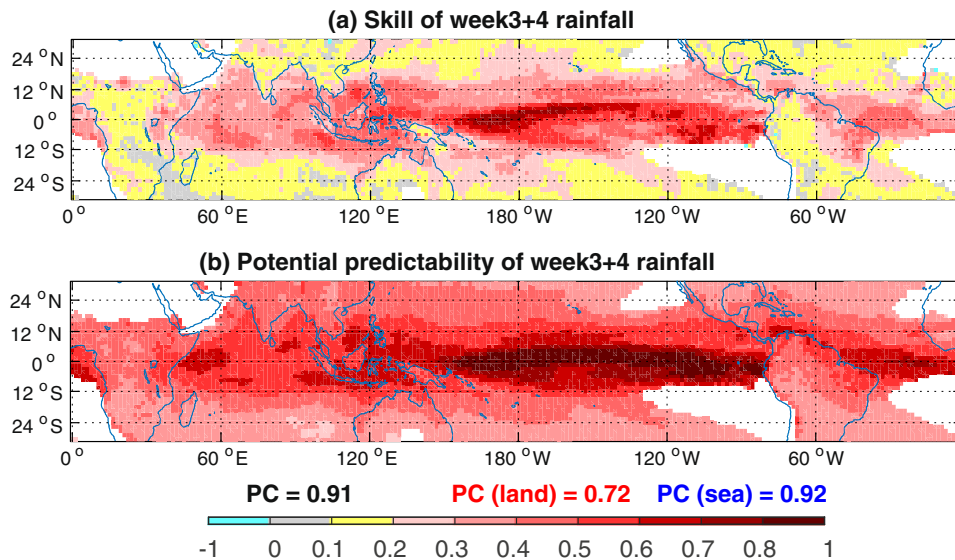 (a) Skill of week3+4 rainfall
24 °N
12 °N
0 °
12 °S
24 °S
0 ° 60 °E 120 °E 180 °W 120 °W 60 °W
(b) Potential predictability of week3+4 rainfall
24 °N
12 °N
0 °
12 °S
24 °S
0 ° 60 °E 120 °E 180 °W 120 °W 60 °W
PC = 0.91 PC (land) = 0.72 PC (sea) = 0.92
-1 0 0.1 0.2 0.3 0.4 0.5 0.6 0.7 0.8 1